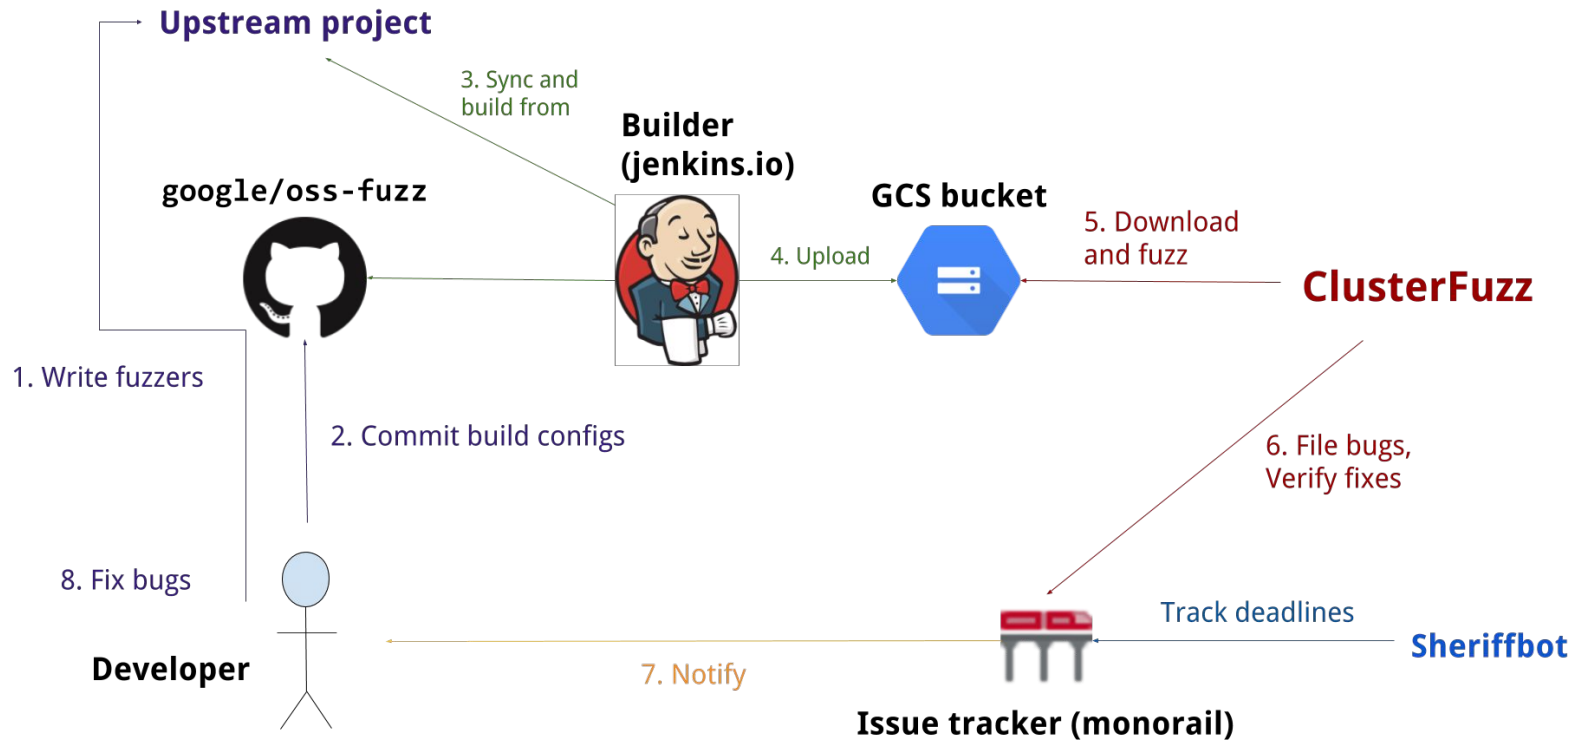 Upstream project
3. Sync and
build from
Builder
(jenkins.io)
google/oss-fuzz
GCS bucket
4. Upload
5. Download
and fuzz
ClusterFuzz
1. Write fuzzers
2. Commit build configs
6. File bugs,
Verify fixes
8. Fix bugs
Track deadlines
Sheriffbot
Developer
7. Notify
Issue tracker (monorail)